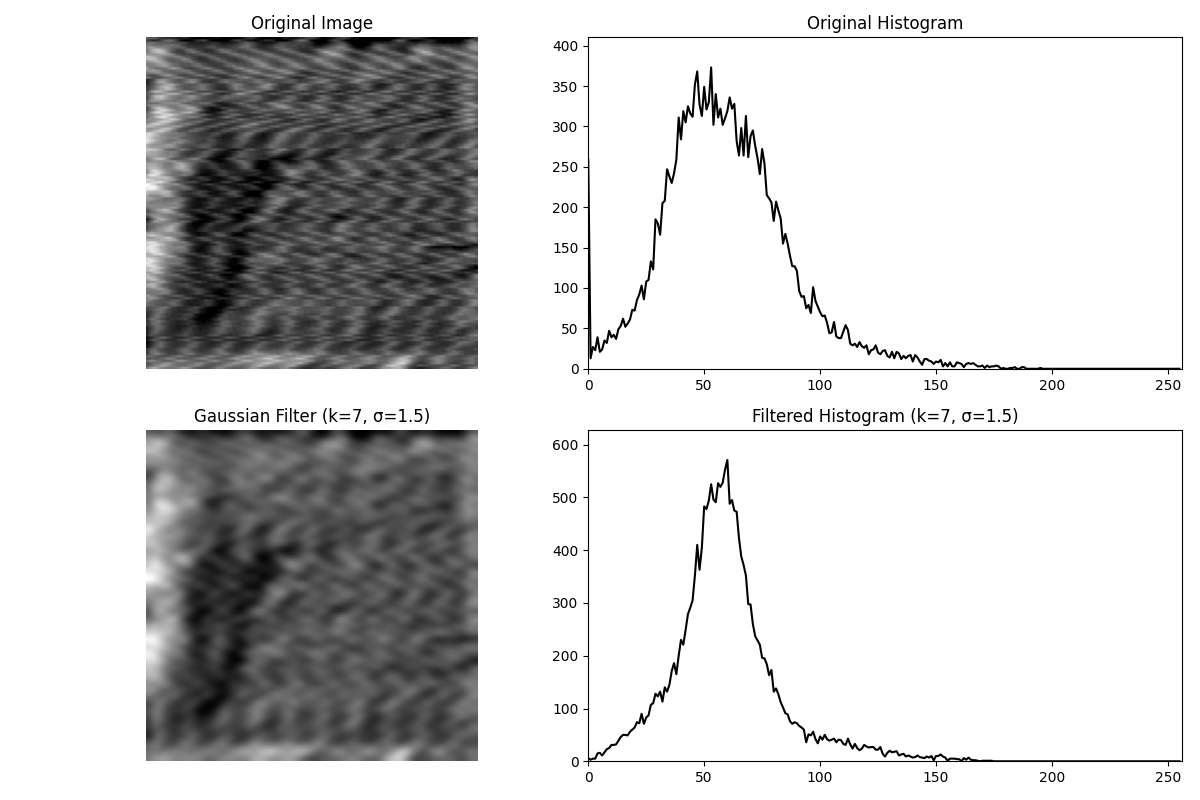 Original Image
Original Histogram
400
350
300
250
200
150
100
50
0
0 50 100 150 200 250
Gaussian Filter (k=7, σ=1.5)
Filtered Histogram (k=7, σ=1.5)
600
500
400
300
200
100
0
0 50 100 150 200 250